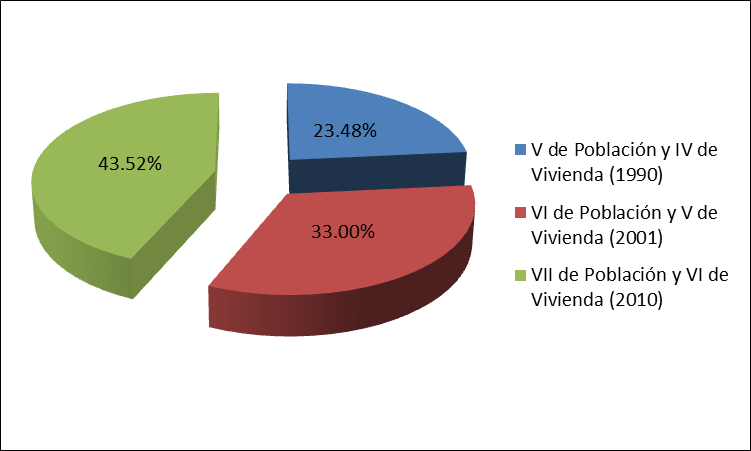 23.48%
43.52%
33.00%
V de Población y IV de
Vivienda (1990)
VI de Población y V de
Vivienda (2001)
VII de Población y VI de
Vivienda (2010)